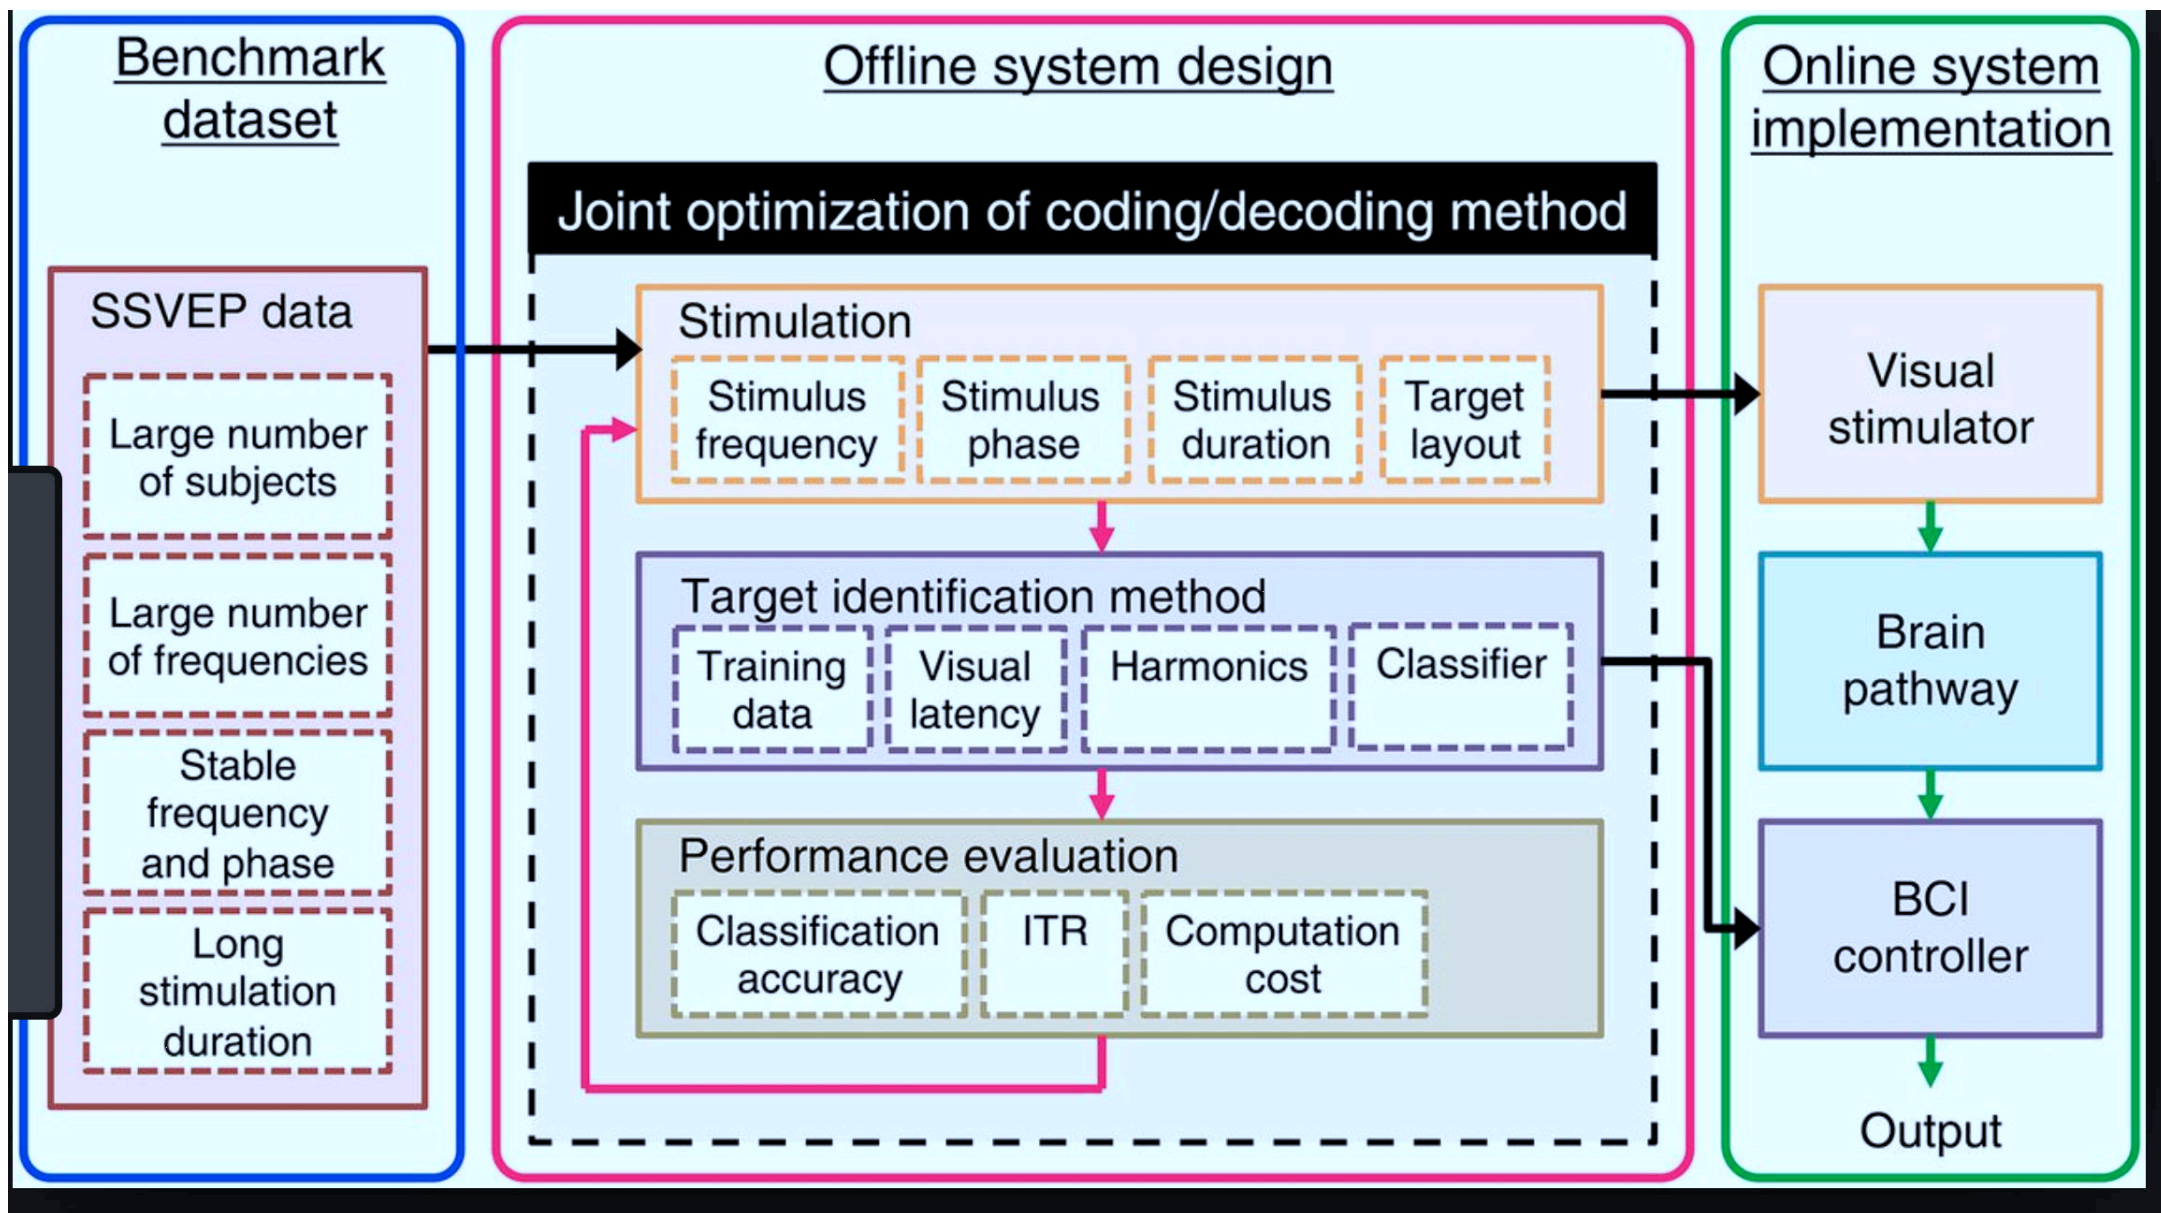 Benchmark
dataset
SSVEP data
Large number
of subjects
Large number
of frequencies
Stable
frequency
and phase
Long
stimulation
duration
Offline system design
Joint optimization of coding/decoding method
Stimulation
Stimulus
frequency
Stimulus
phase
Stimulus
duration
Target
layout
Target identification method
Training
data
Visual
latency
Harmonics
Classifier
Performance evaluation
Classification
accuracy
ITR
Computation
cost
Online system
implementation
Visual
stimulator
Brain
pathway
BCI
controller
Output